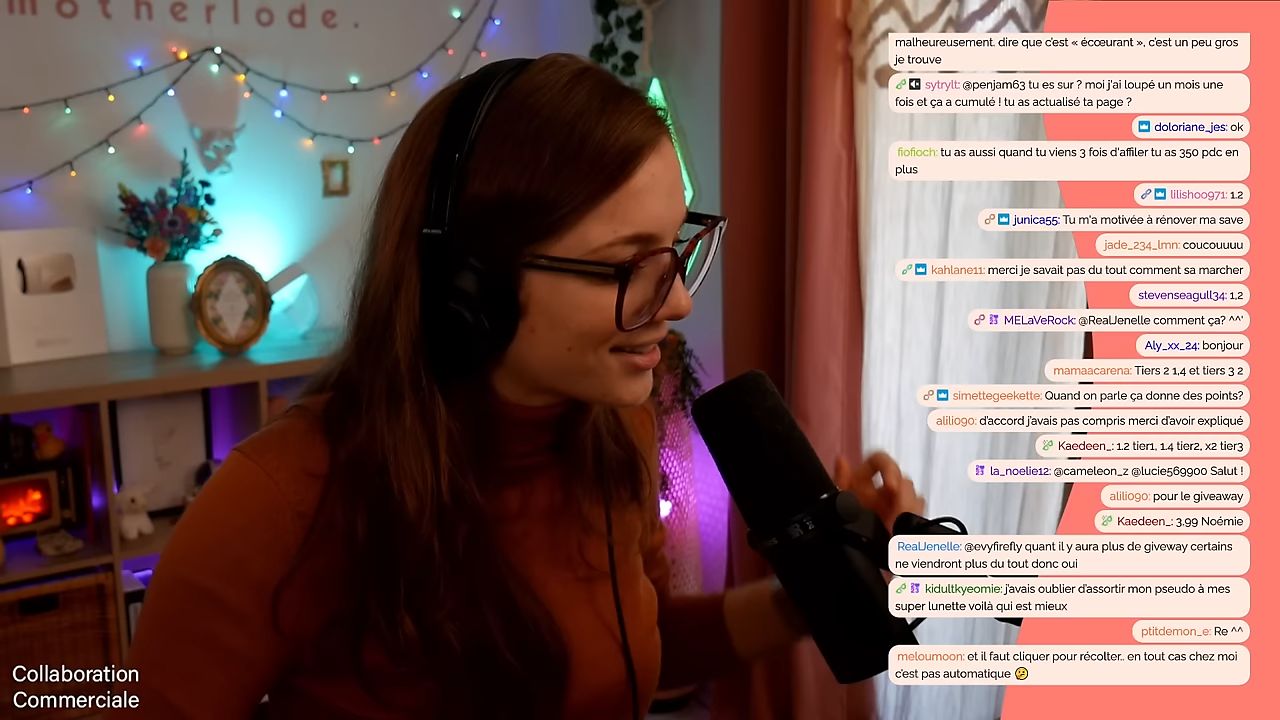 motherlode.
malheureusement. dire que c'est « écœurant », c'est un peu gros
je trouve
sytrylt: @penjam63 tu es sur ? moi j'ai loupé un mois une
fois et ça a cumulé ! tu as actualisé ta page ?
doloriane_jes: ok
fiofioch: tu as aussi quand tu viens 3 fois d'affiler tu as 350 pdc en
plus
lilishoo971: 1.2
junica55: Tu m'a motivée à rénover ma save
jade_234_lmn: coucouuuu
kahlane11: merci je savait pas du tout comment sa marcher
stevenseagull34: 1,2
MELaVeRock: @RealJenelle comment ça? ^^'
Aly_xx_24: bonjour
mamaacarena: Tiers 2 1,4 et tiers 3 2
simettegeekette: Quand on parle ça donne des points?
alilio90: d'accord j'avais pas compris merci d'avoir expliqué
Kaedeen_: 1.2 tier1, 1.4 tier2, x2 tier3
la_noelie12: @cameleon_z @lucie569900 Salut !
alilio90: pour le giveaway
Kaedeen_: 3,99 Noémie
RealJenelle: @evyfirefly quant il y aura plus de giveway certains
ne viendront plus du tout donc oui
kidultkyeomie: j'avais oublier d'assortir mon pseudo à mes
super lunette voilà qui est mieux
ptitdemon_e: Re ^^
meloumoon: et il faut cliquer pour récolter.. en tout cas chez moi
c'est pas automatique 🤔
Collaboration
Commerciale